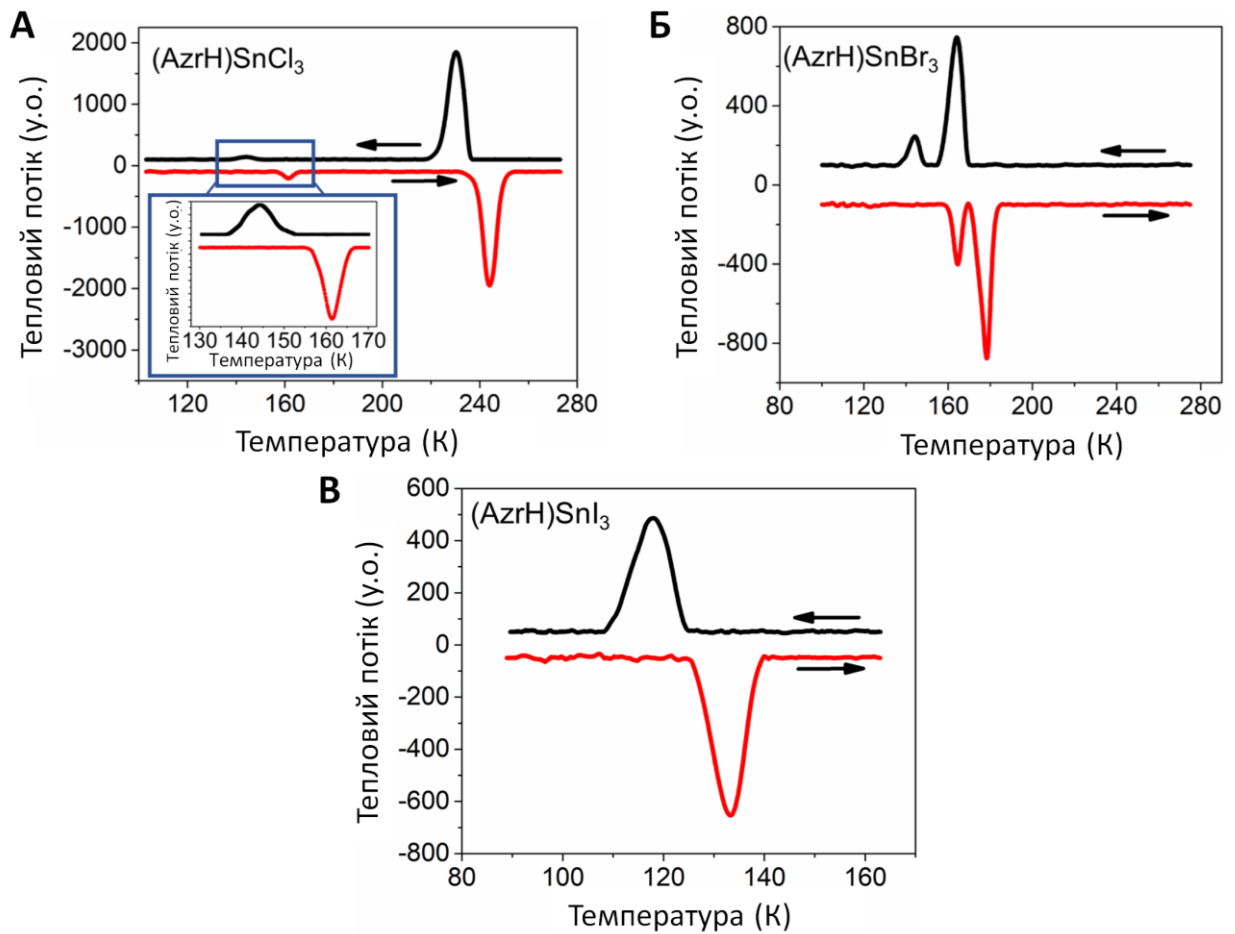 А
(AzrH)SnCl3
Тепловий потік (у.о.)
2000
1000
0
-1000
-2000
-3000
Тепловий потік (у.о.)
130 140 150 160 170
Температура (К)
120 160 200 240 280
Температура (К)
Б
(AzrH)SnBr3
Тепловий потік (у.о.)
800
400
0
-400
-800
80 120 160 200 240 280
Температура (К)
В
(AzrH)SnI3
Тепловий потік (у.о.)
600
400
200
0
-200
-400
-600
-800
80 100 120 140 160
Температура (К)